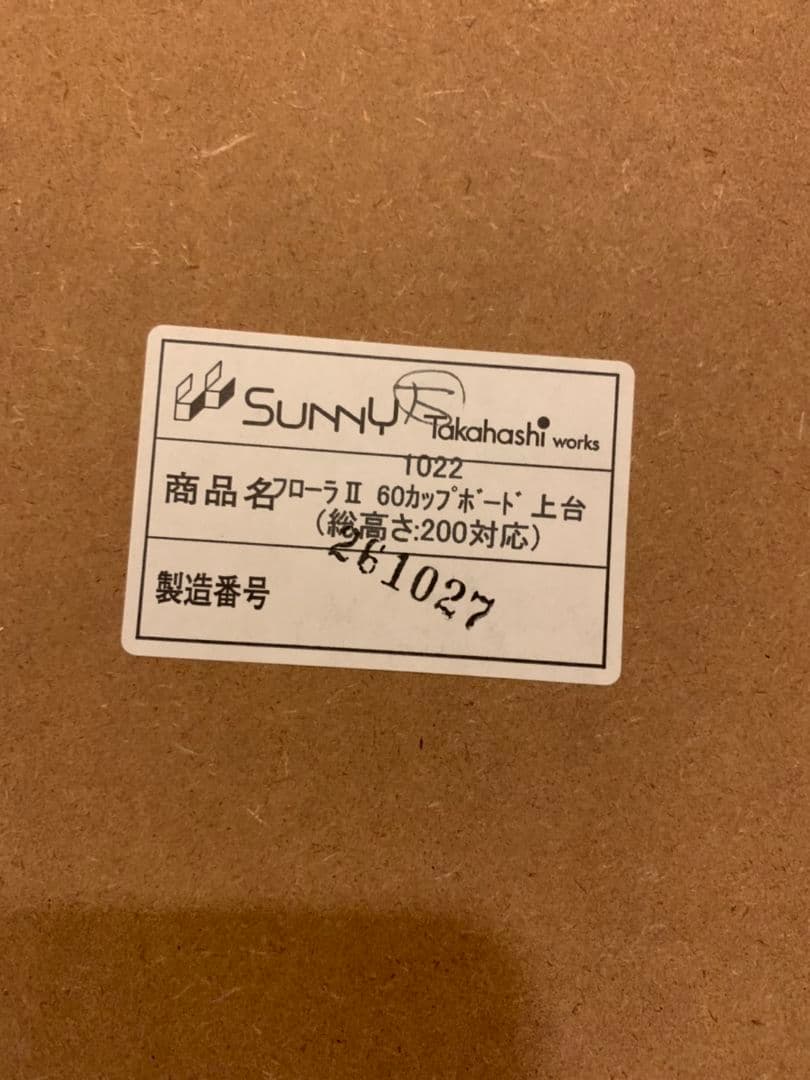 SUNNY Takahashi works
1022
商品名 フローラⅡ 60カップボード 上台
(総高さ:200対応)
製造番号 261027